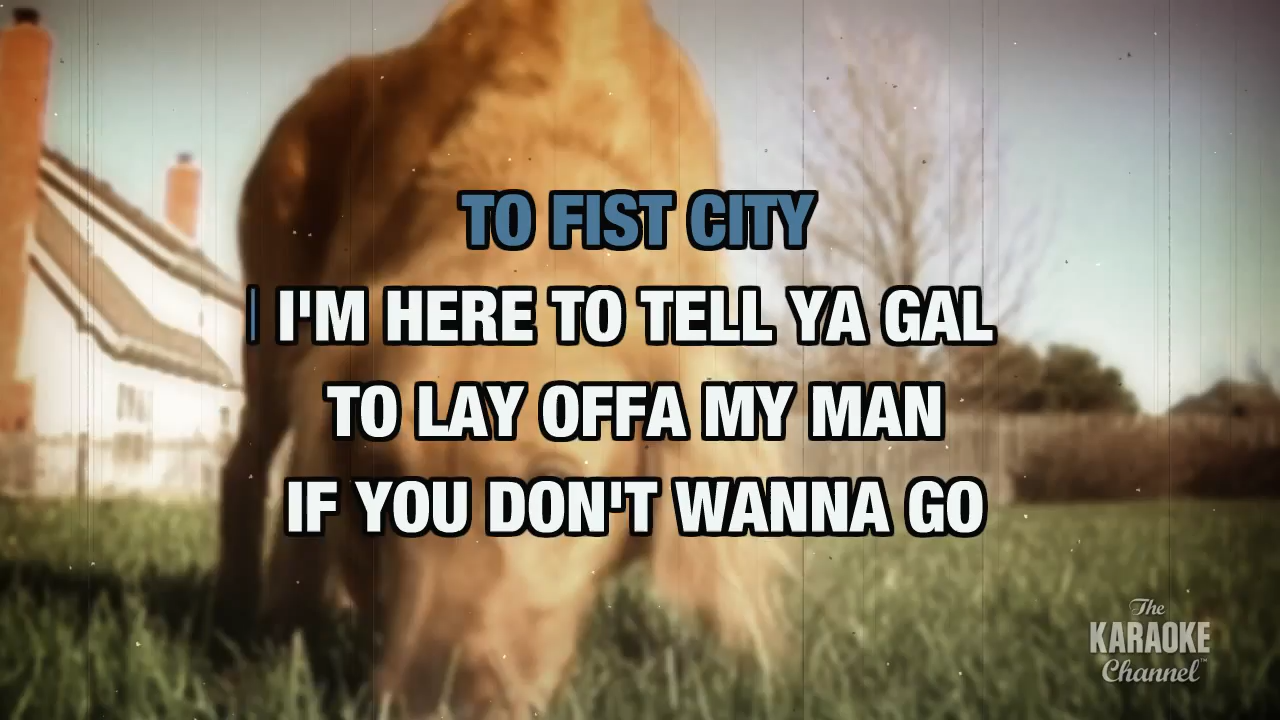 TO FIST CITY
I'M HERE TO TELL YA GAL
TO LAY OFFA MY MAN
IF YOU DON'T WANNA GO
The
KARAOKE
Channel™